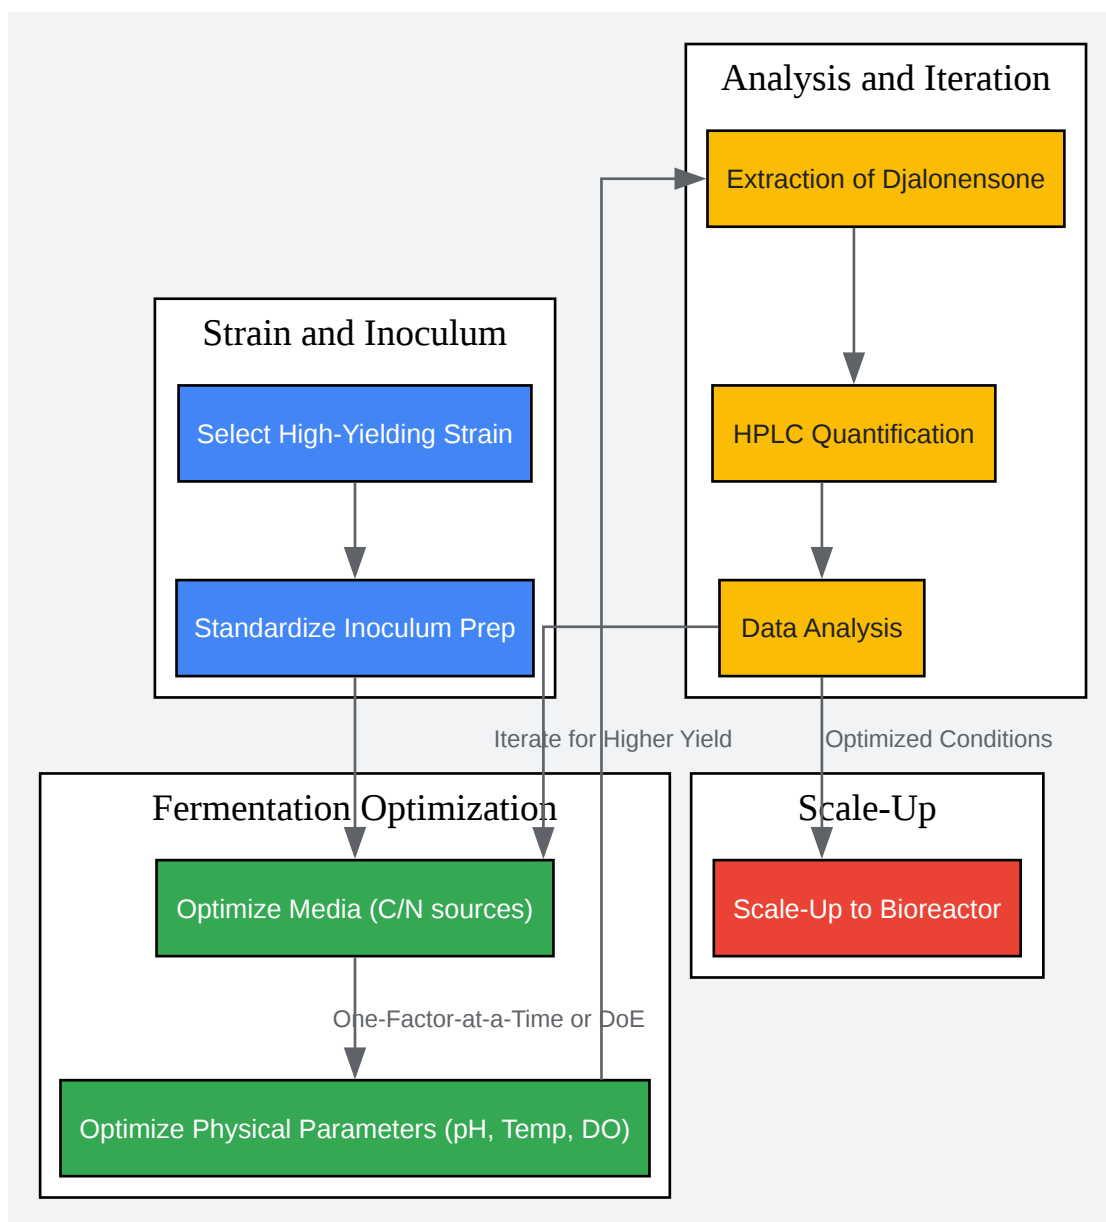 Analysis and Iteration
Extraction of Djalonensone
Strain and Inoculum
Select High-Yielding Strain
HPLC Quantification
Standardize Inoculum Prep
Data Analysis
Iterate for Higher Yield
Optimized Conditions
Fermentation Optimization
Scale-Up
Optimize Media (C/N sources)
Scale-Up to Bioreactor
One-Factor-at-a-Time or DoE
Optimize Physical Parameters (pH, Temp, DO)